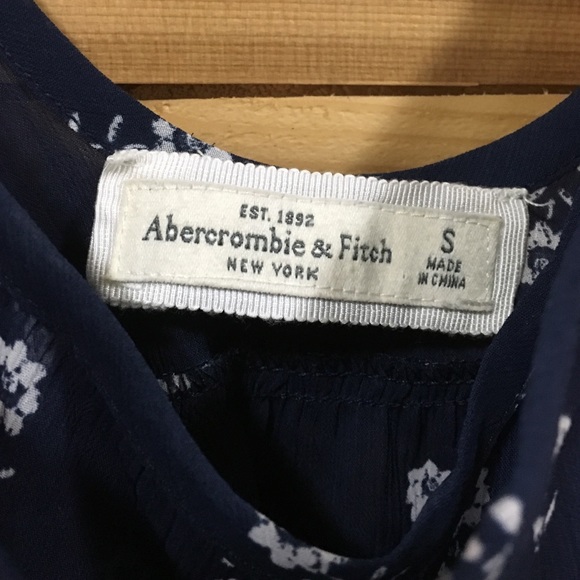 EST. 1892
Abercrombie & Fitch
NEW YORK
S
MADE
IN CHINA